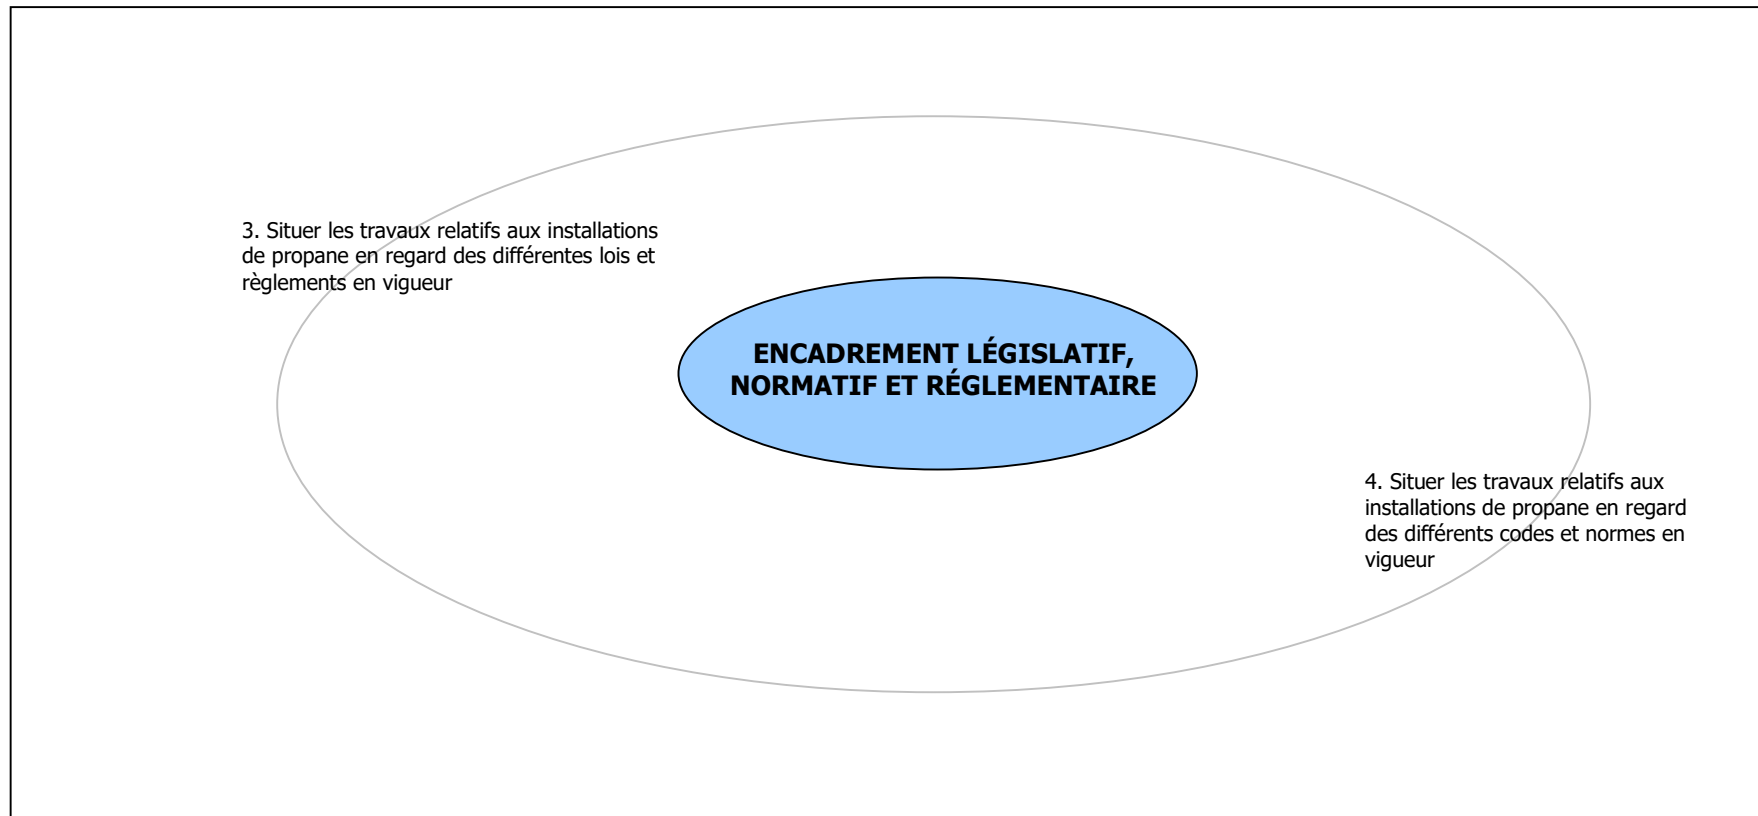 3. Situer les travaux relatifs aux installations
de propane en regard des différentes lois et
règlements en vigueur
ENCADREMENT LÉGISLATIF,
NORMATIF ET RÉGLEMENTAIRE
4. Situer les travaux relatifs aux
installations de propane en regard
des différents codes et normes en
vigueur